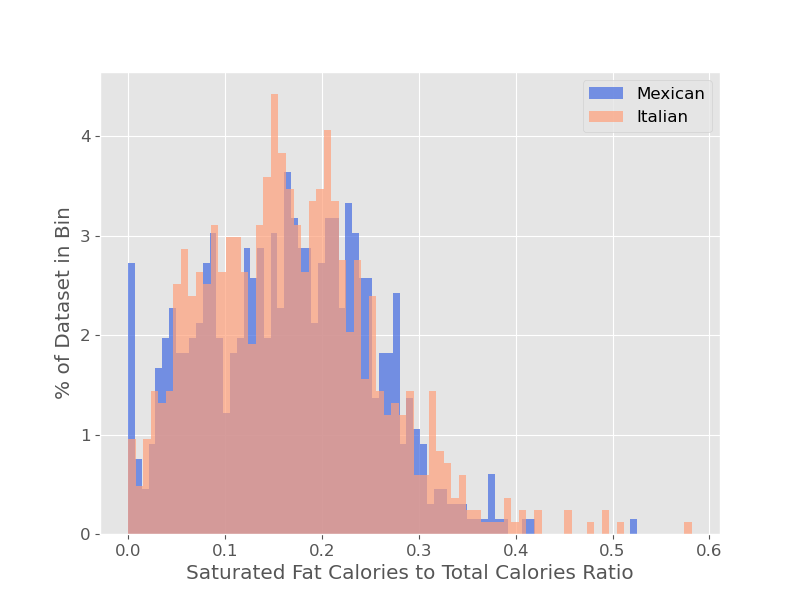 Mexican
Italian
% of Dataset in Bin
4
3
2
1
0
0.0 0.1 0.2 0.3 0.4 0.5 0.6
Saturated Fat Calories to Total Calories Ratio